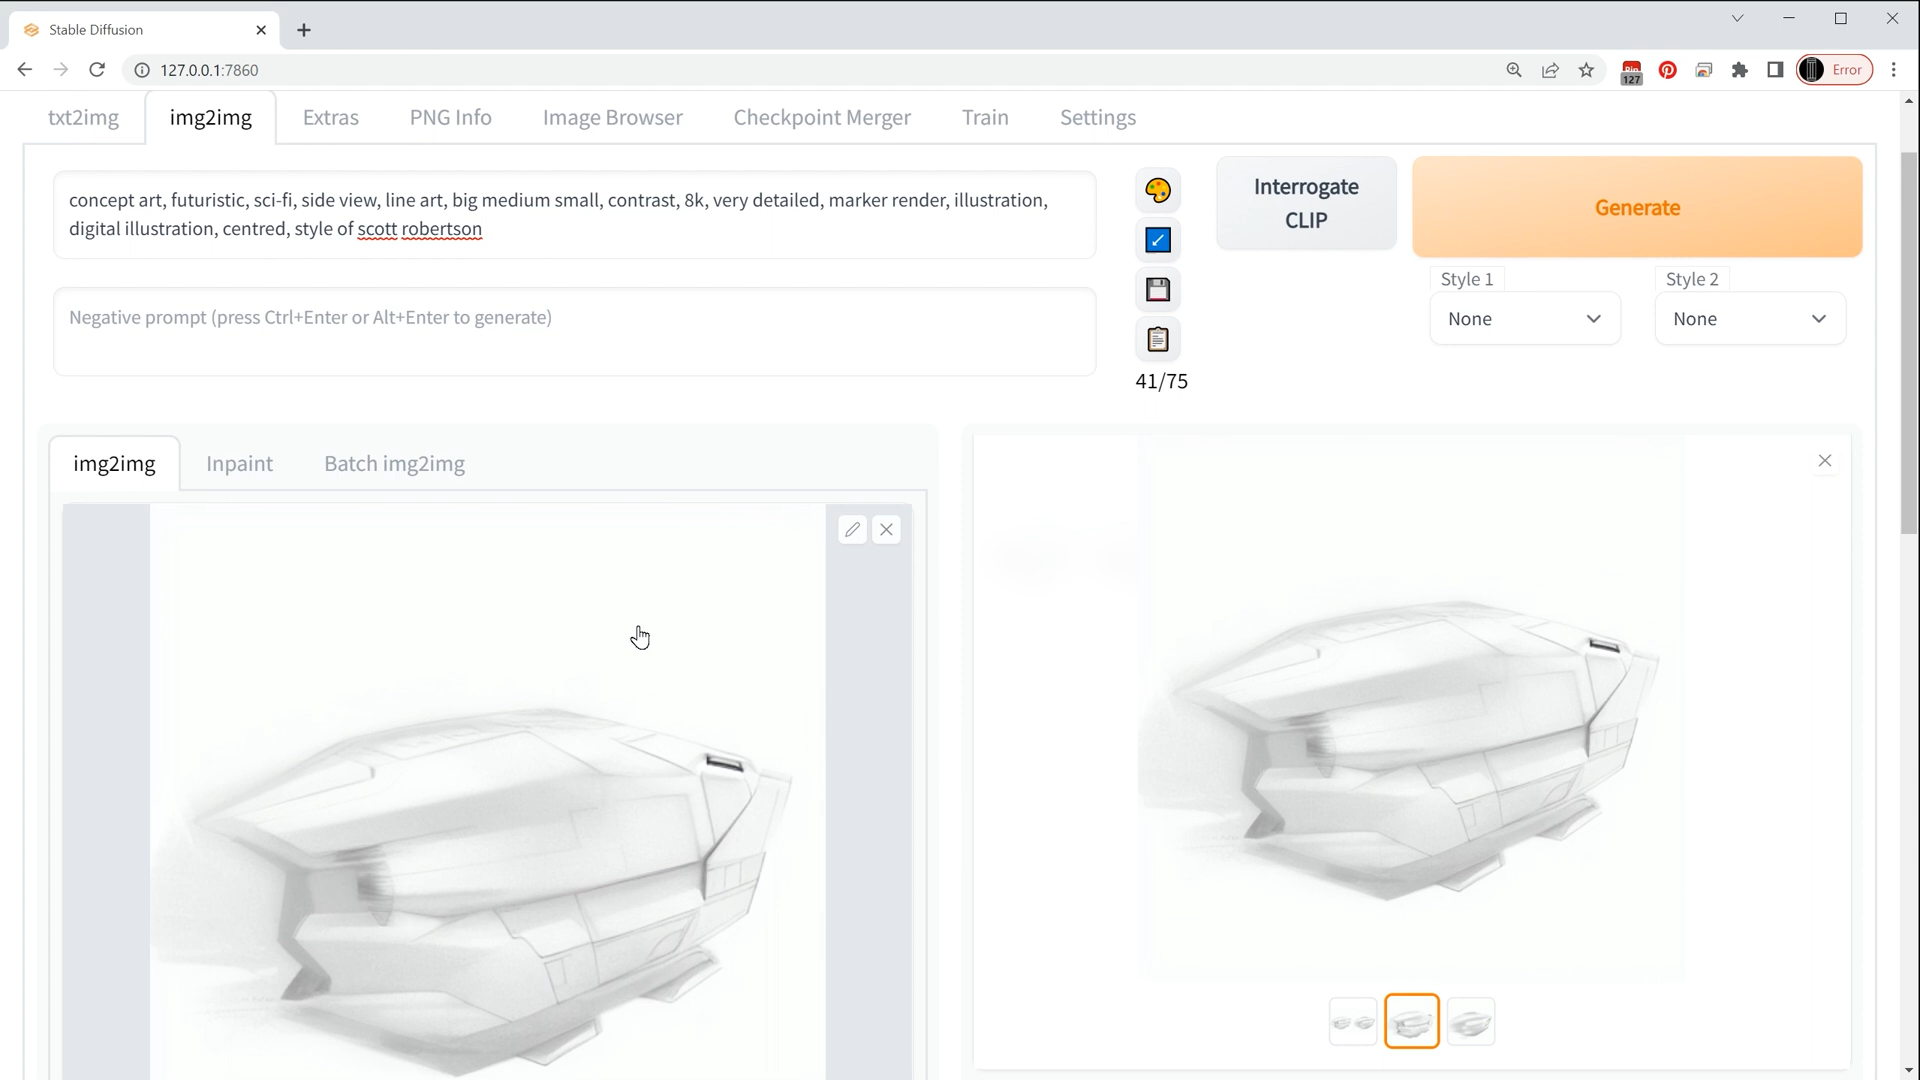 Stable Diffusion
127.0.0.1:7860
127
Error
txt2img
img2img
Extras
PNG Info
Image Browser
Checkpoint Merger
Train
Settings
concept art, futuristic, sci-fi, side view, line art, big medium small, contrast, 8k, very detailed, marker render, illustration,
digital illustration, centred, style of scott robertson
Interrogate
CLIP
Generate
Style 1
Style 2
None
None
Negative prompt (press Ctrl+Enter or Alt+Enter to generate)
41/75
img2img
Inpaint
Batch img2img